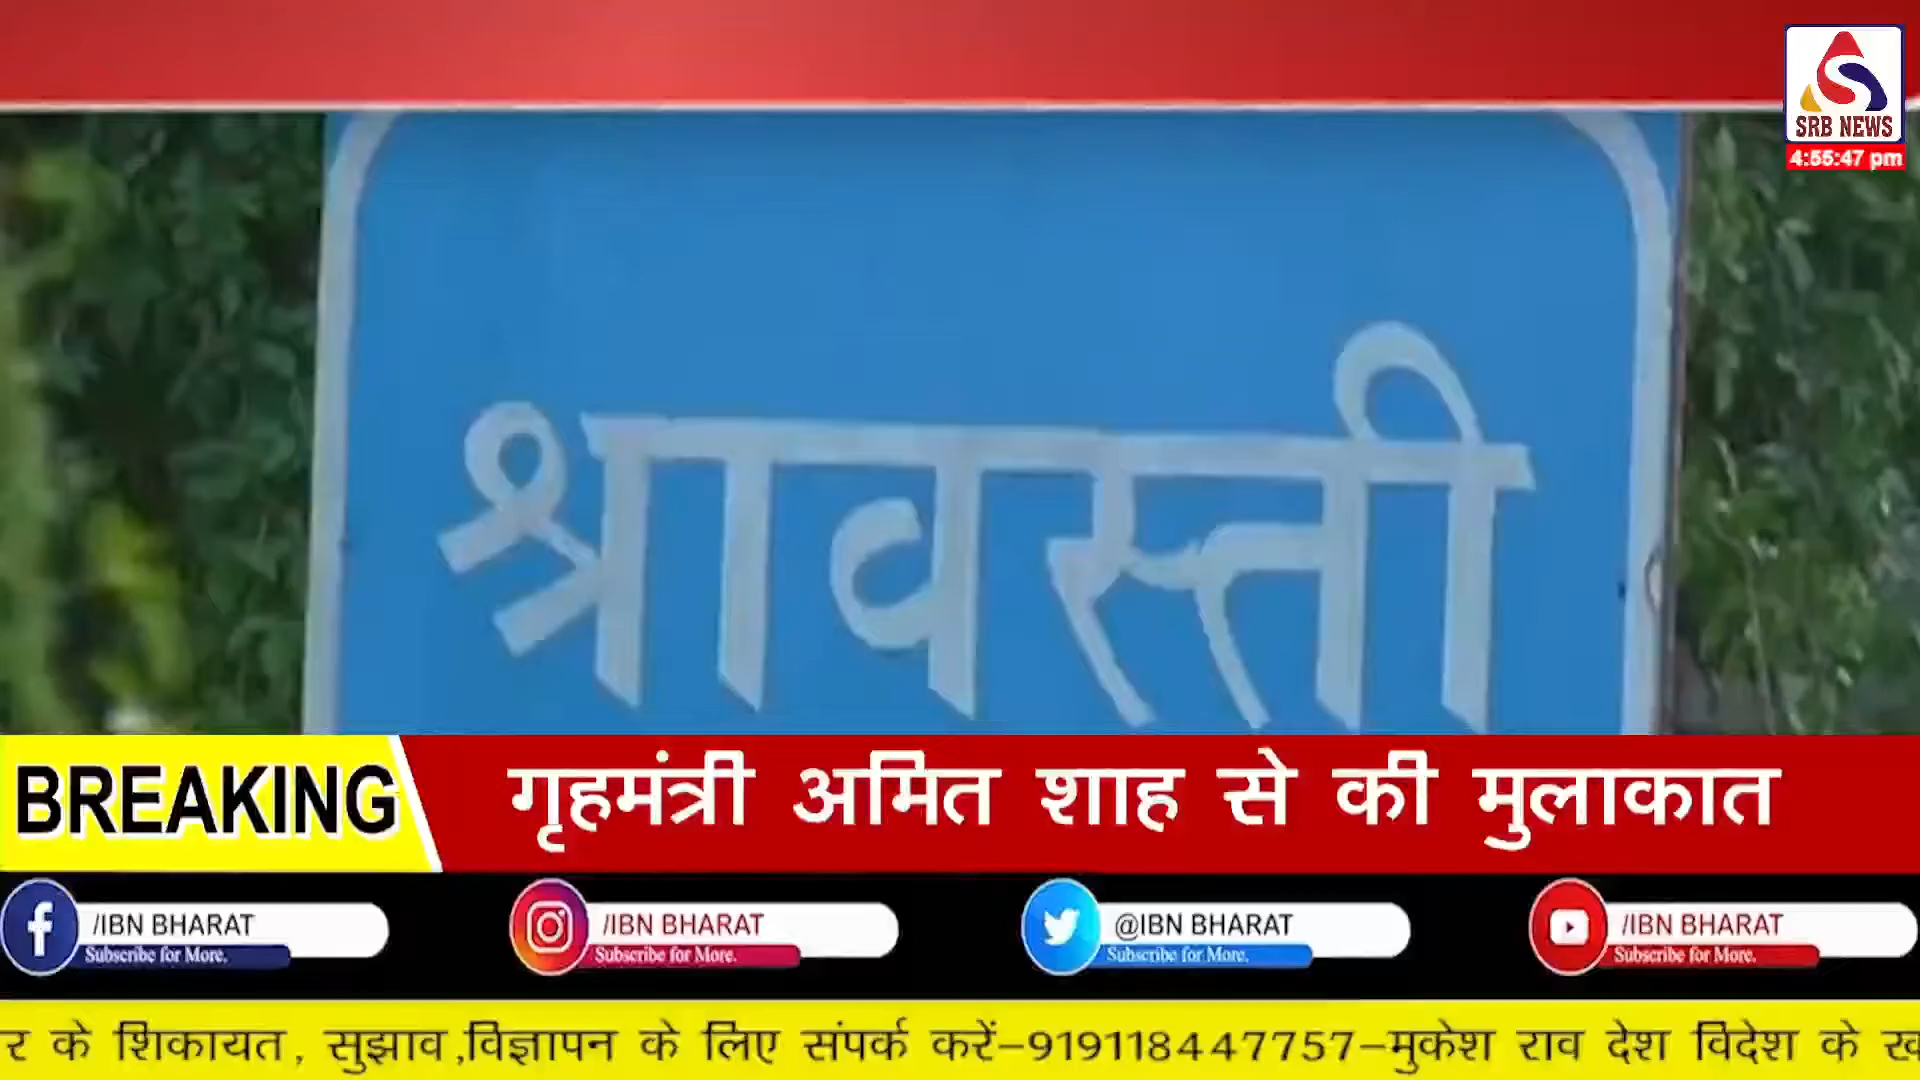 SRB NEWS
4:55:47 pm
श्रावस्ती
BREAKING
गृहमंत्री अमित शाह से की मुलाकात
/IBN BHARAT
Subscribe for More.
/IBN BHARAT
Subscribe for More.
@IBN BHARAT
Subscribe for More.
/IBN BHARAT
Subscribe for More.
र के शिकायत, सुझाव,विज्ञापन के लिए संपर्क करें–919118447757–मुकेश राव देश विदेश के ख